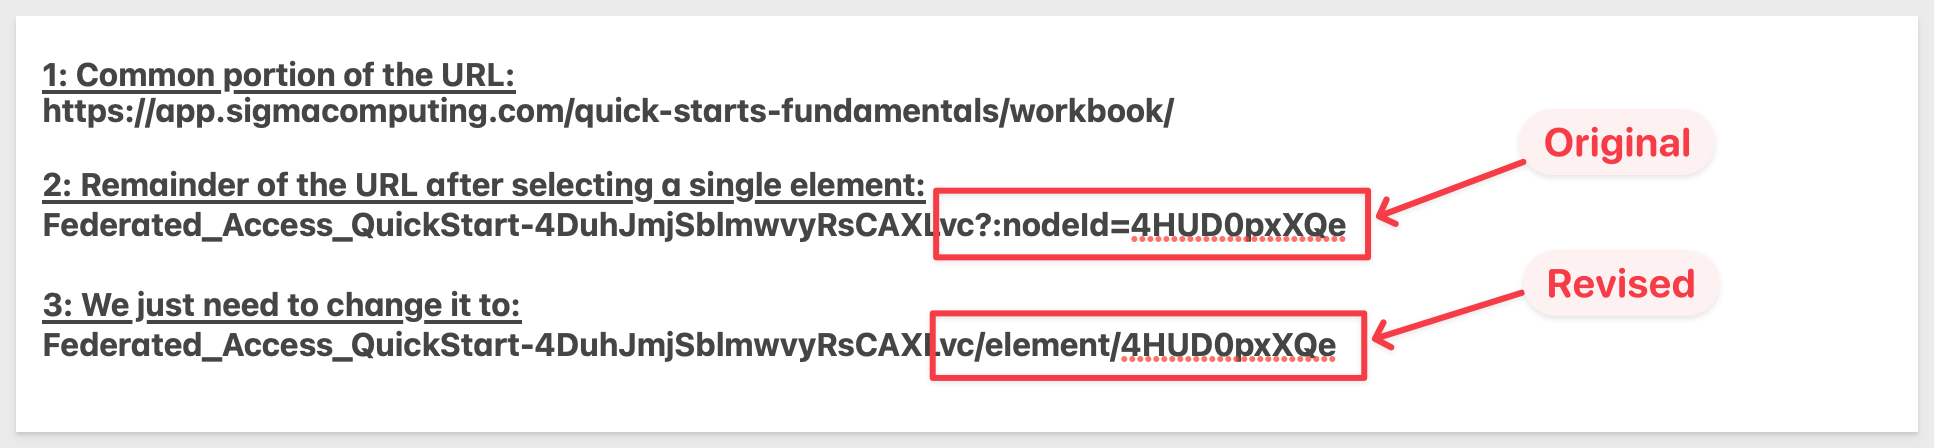 1: Common portion of the URL:
https://app.sigmacomputing.com/quick-starts-fundamentals/workbook/
Original
2: Remainder of the URL after selecting a single element:
Federated_Access_QuickStart-4DuhJmjSblmwvyRsCAXLvc?:nodeId=4HUD0pxXQe
Revised
3: We just need to change it to:
Federated_Access_QuickStart-4DuhJmjSblmwvyRsCAXLvc/element/4HUD0pxXQe